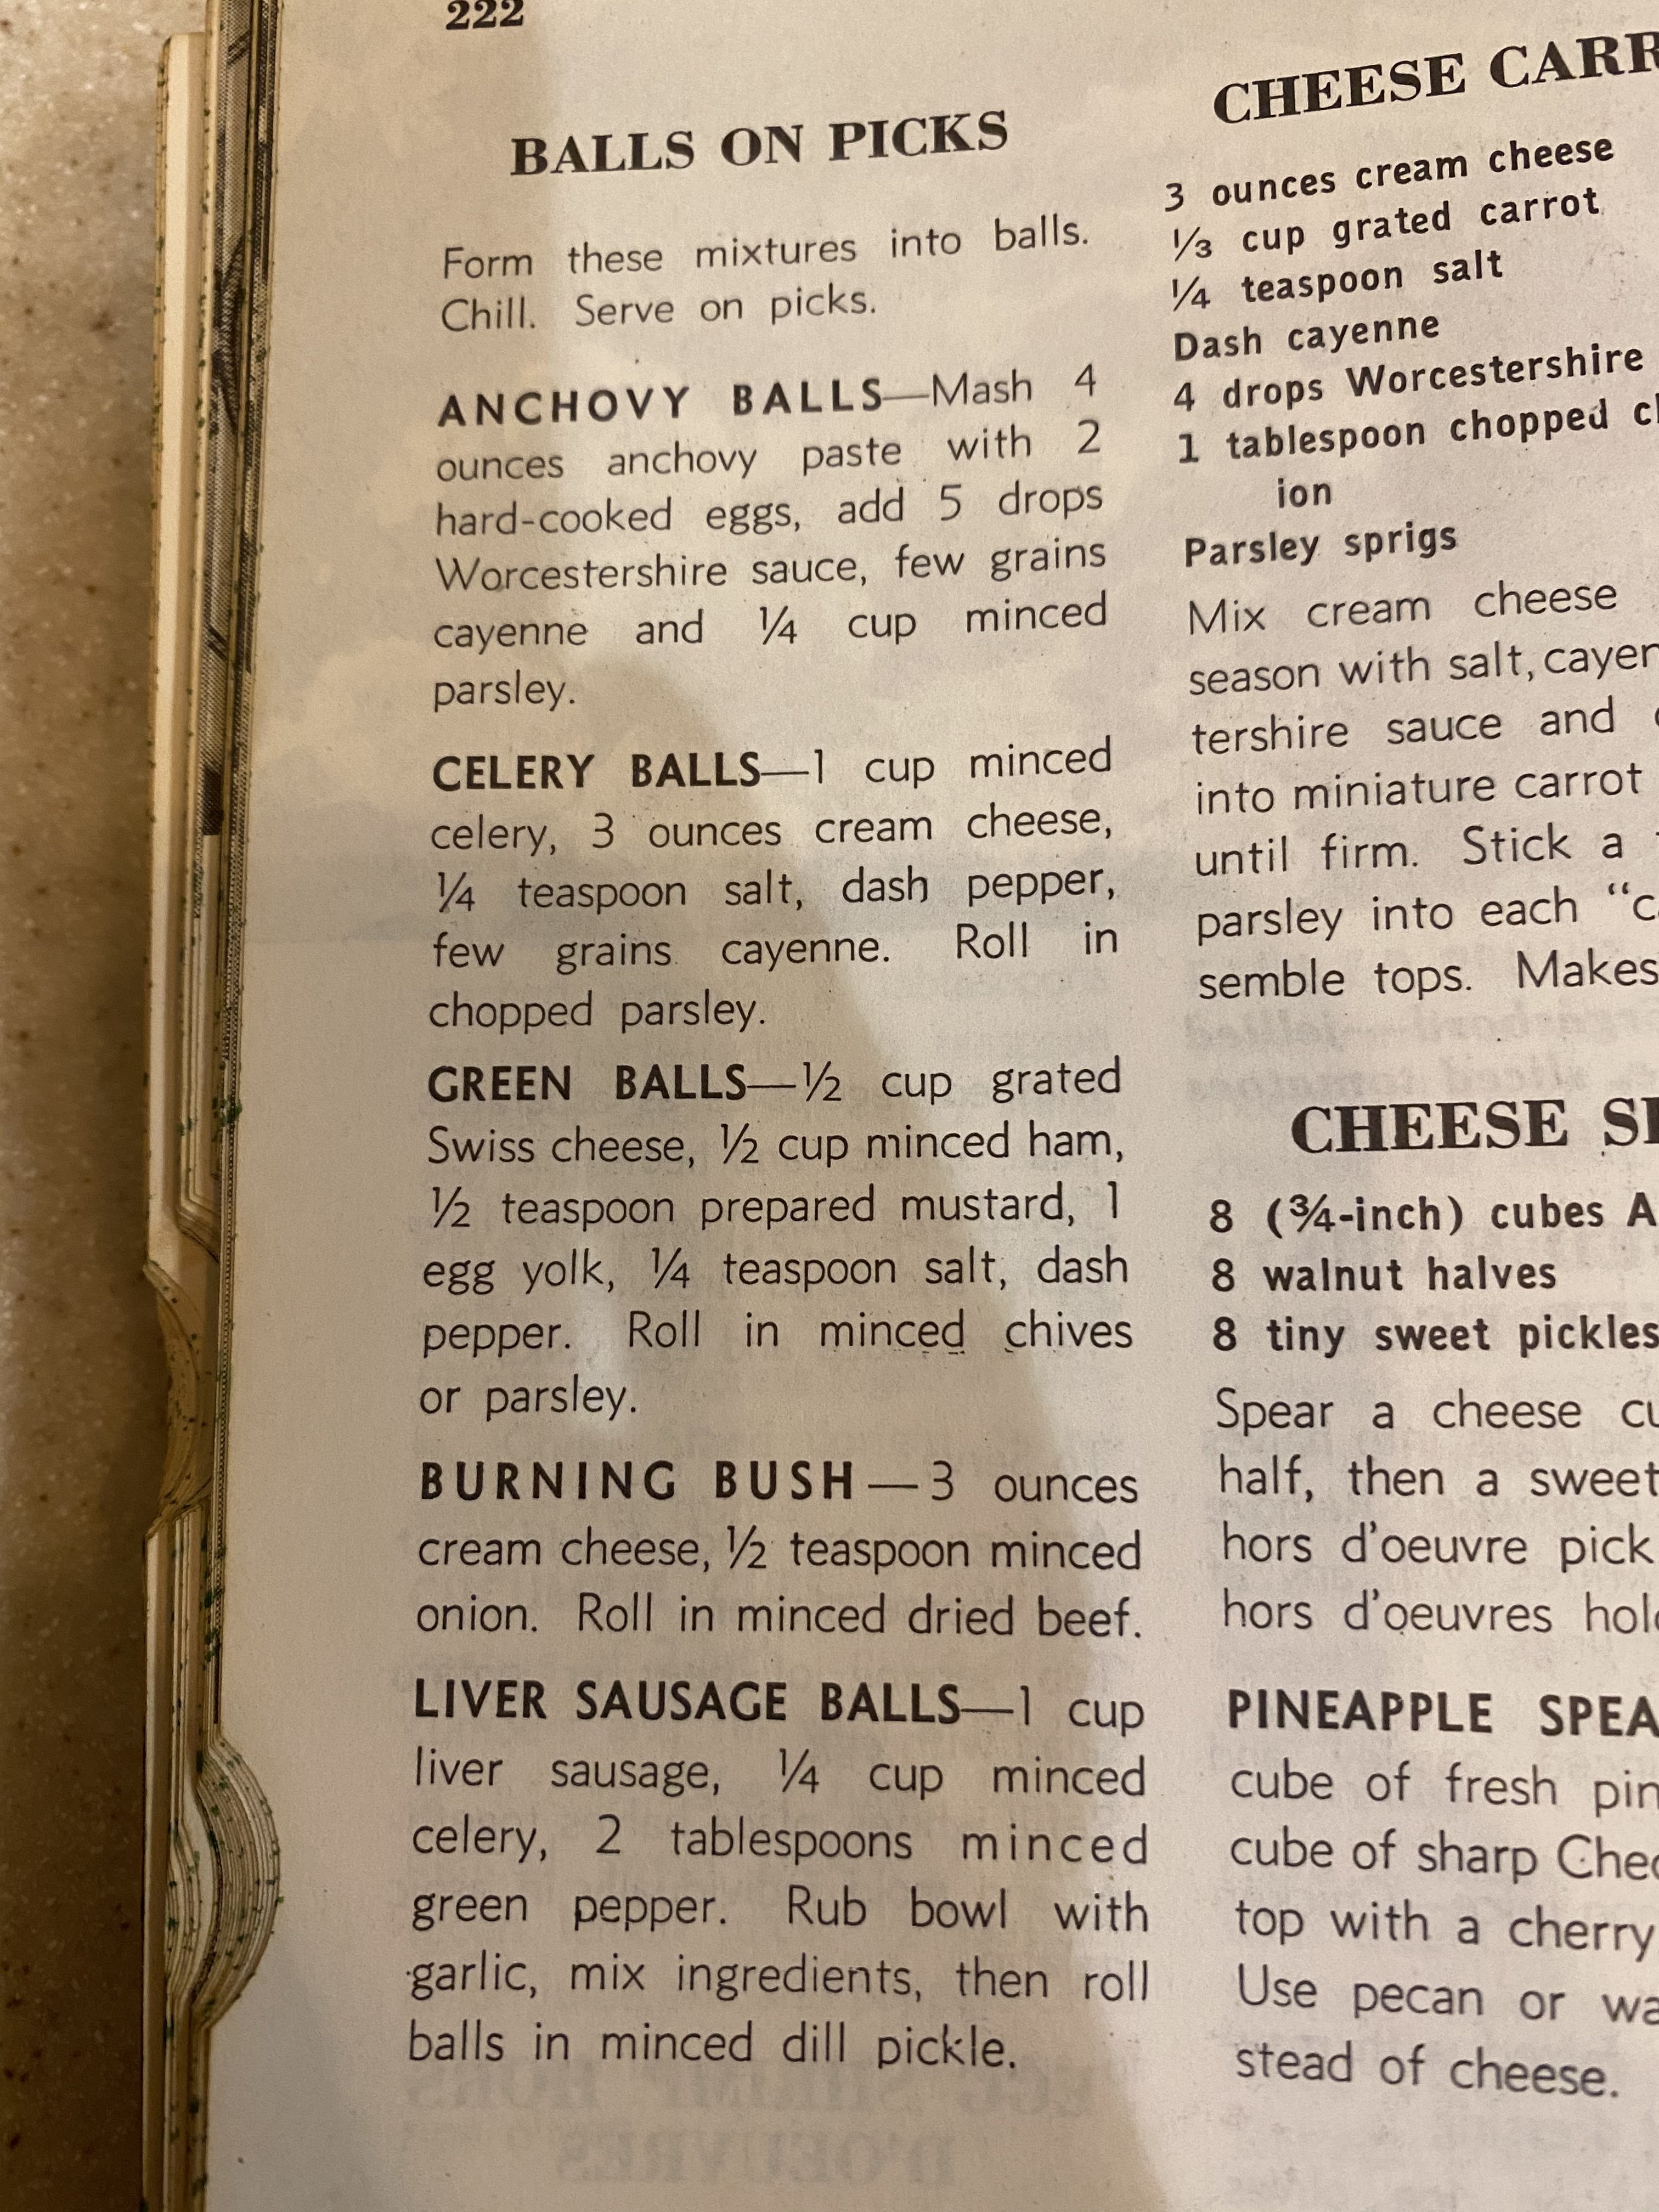 222
BALLS ON PICKS
Form these mixtures into balls.
Chill. Serve on picks.
ANCHOVY BALLS—Mash 4
ounces anchovy paste with 2
hard-cooked eggs, add 5 drops
Worcestershire sauce, few grains
cayenne and ¼ cup minced
parsley.
CELERY BALLS—1 cup minced
celery, 3 ounces cream cheese,
¼ teaspoon salt, dash pepper,
few grains cayenne. Roll in
chopped parsley.
GREEN BALLS—½ cup grated
Swiss cheese, ½ cup minced ham,
½ teaspoon prepared mustard, 1
egg yolk, ¼ teaspoon salt, dash
pepper. Roll in minced chives
or parsley.
BURNING BUSH—3 ounces
cream cheese, ½ teaspoon minced
onion. Roll in minced dried beef.
LIVER SAUSAGE BALLS—1 cup
liver sausage, ¼ cup minced
celery, 2 tablespoons minced
green pepper. Rub bowl with
garlic, mix ingredients, then roll
balls in minced dill pickle.
CHEESE CARR
3 ounces cream cheese
⅓ cup grated carrot
¼ teaspoon salt
Dash cayenne
4 drops Worcestershire
1 tablespoon chopped
ion
Parsley sprigs
Mix cream cheese
season with salt, cayen
tershire sauce and
into miniature carrot
until firm. Stick a
parsley into each "c
semble tops. Makes
CHEESE
8 (¾-inch) cubes A
8 walnut halves
8 tiny sweet pickles
Spear a cheese cu
half, then a sweet
hors d'oeuvre pick
hors d'oeuvres hol
PINEAPPLE SPEA
cube of fresh pin
cube of sharp Ched
top with a cherry
Use pecan or wa
stead of cheese.